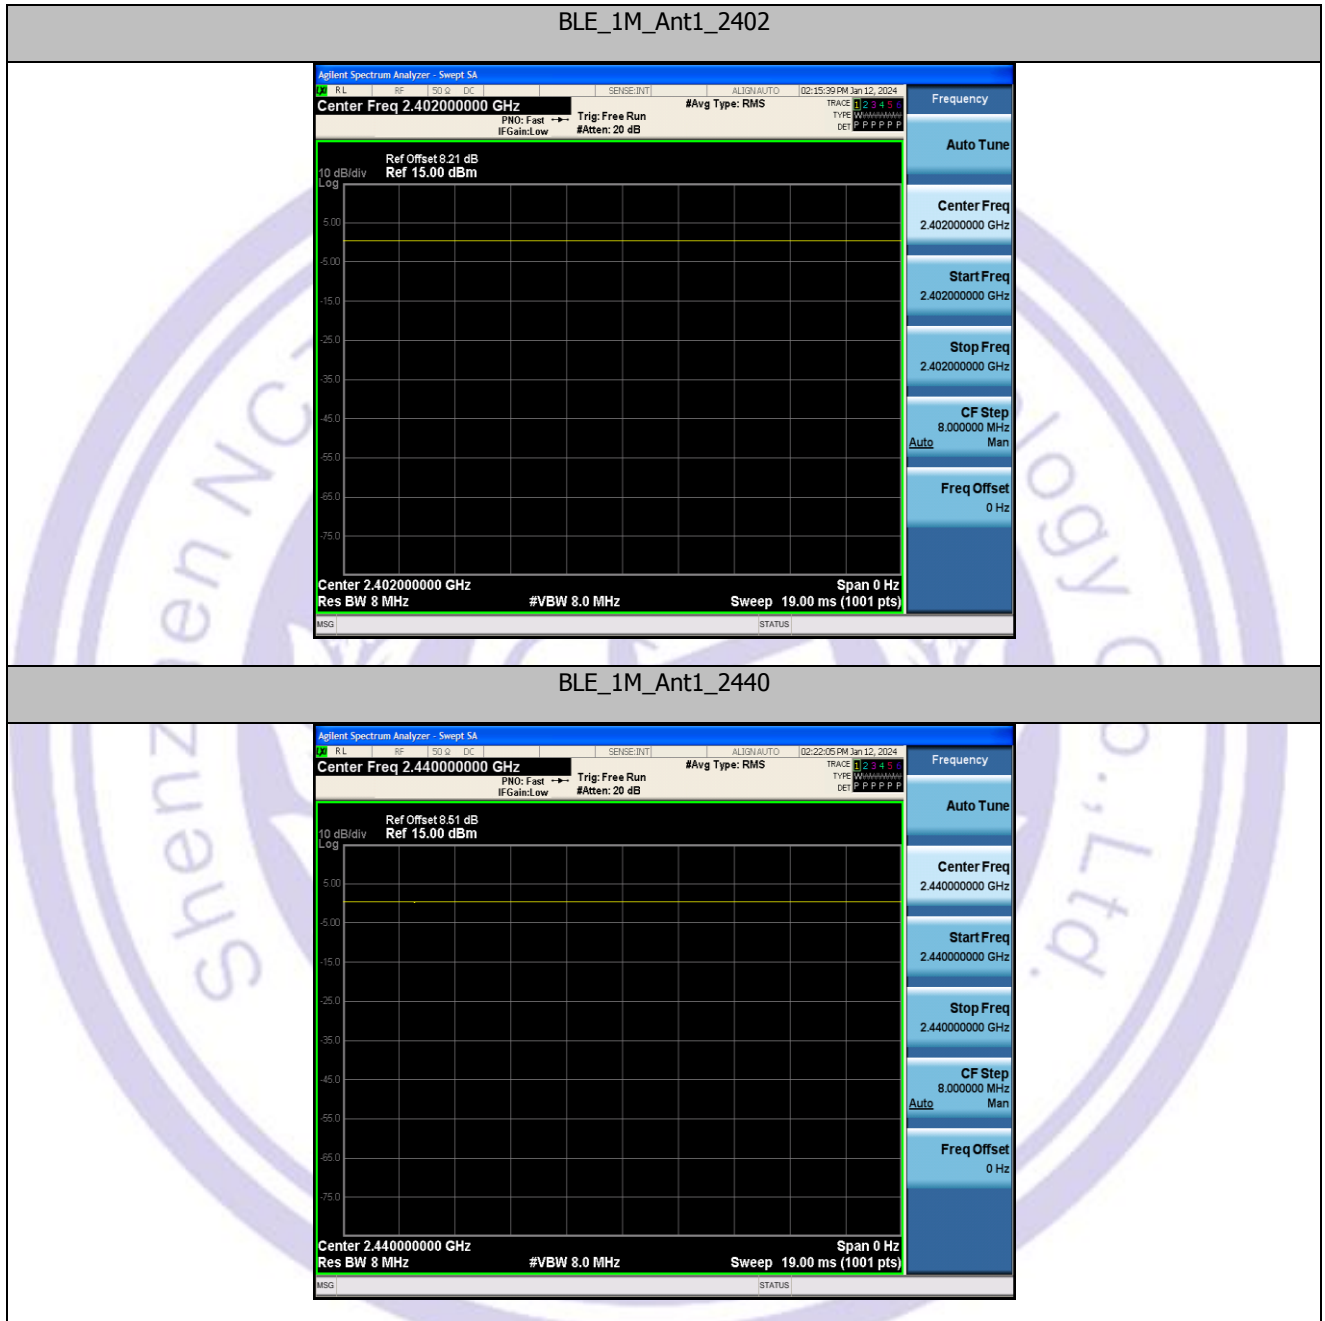 BLE_1M_Ant1_2402
Agilent Spectrum Analyzer - Swept SA
RL RF 50 Ω DC SENSE:INT ALIGNAUTO 02:15:39 PM Jan 12, 2024
Center Freq 2.402000000 GHz
PNO: Fast
IFGain:Low
Trig: Free Run
#Atten: 20 dB
#Avg Type: RMS
TRACE 1 2 3 4 5 6
TYPE W
DET P P P P P P
Frequency
Auto Tune
Ref Offset 8.21 dB
10 dB/div Ref 15.00 dBm
Log
5.00
-5.00
-15.0
-25.0
-35.0
-45.0
-55.0
-65.0
-75.0
Center Freq
2.402000000 GHz
Start Freq
2.402000000 GHz
Stop Freq
2.402000000 GHz
CF Step
8.000000 MHz
Auto Man
Freq Offset
0 Hz
Center 2.402000000 GHz Span 0 Hz
Res BW 8 MHz #VBW 8.0 MHz Sweep 19.00 ms (1001 pts)
MSG STATUS
BLE_1M_Ant1_2440
Agilent Spectrum Analyzer - Swept SA
RL RF 50 Ω DC SENSE:INT ALIGNAUTO 02:22:05 PM Jan 12, 2024
Center Freq 2.440000000 GHz
PNO: Fast
IFGain:Low
Trig: Free Run
#Atten: 20 dB
#Avg Type: RMS
TRACE 1 2 3 4 5 6
TYPE W
DET P P P P P P
Frequency
Auto Tune
Ref Offset 8.51 dB
10 dB/div Ref 15.00 dBm
Log
5.00
-5.00
-15.0
-25.0
-35.0
-45.0
-55.0
-65.0
-75.0
Center Freq
2.440000000 GHz
Start Freq
2.440000000 GHz
Stop Freq
2.440000000 GHz
CF Step
8.000000 MHz
Auto Man
Freq Offset
0 Hz
Center 2.440000000 GHz Span 0 Hz
Res BW 8 MHz #VBW 8.0 MHz Sweep 19.00 ms (1001 pts)
MSG STATUS